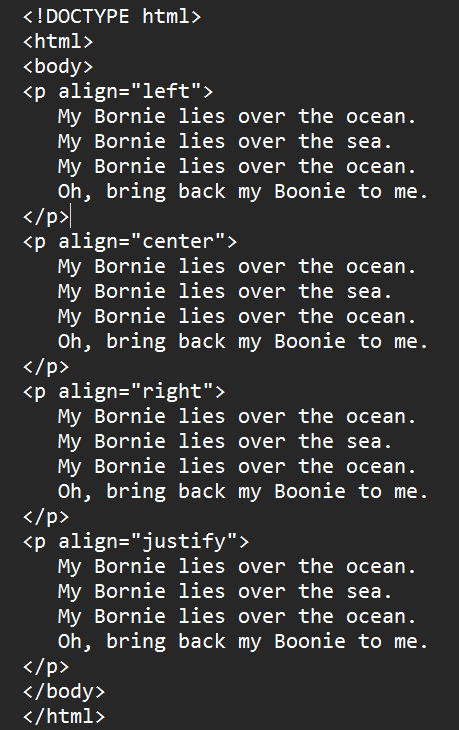 <!DOCTYPE html>
<html>
<body>
<p align="left">
   My Bornie lies over the ocean.
   My Bornie lies over the sea.
   My Bornie lies over the ocean.
   Oh, bring back my Boonie to me.
</p>
<p align="center">
   My Bornie lies over the ocean.
   My Bornie lies over the sea.
   My Bornie lies over the ocean.
   Oh, bring back my Boonie to me.
</p>
<p align="right">
   My Bornie lies over the ocean.
   My Bornie lies over the sea.
   My Bornie lies over the ocean.
   Oh, bring back my Boonie to me.
</p>
<p align="justify">
   My Bornie lies over the ocean.
   My Bornie lies over the sea.
   My Bornie lies over the ocean.
   Oh, bring back my Boonie to me.
</p>
</body>
</html>